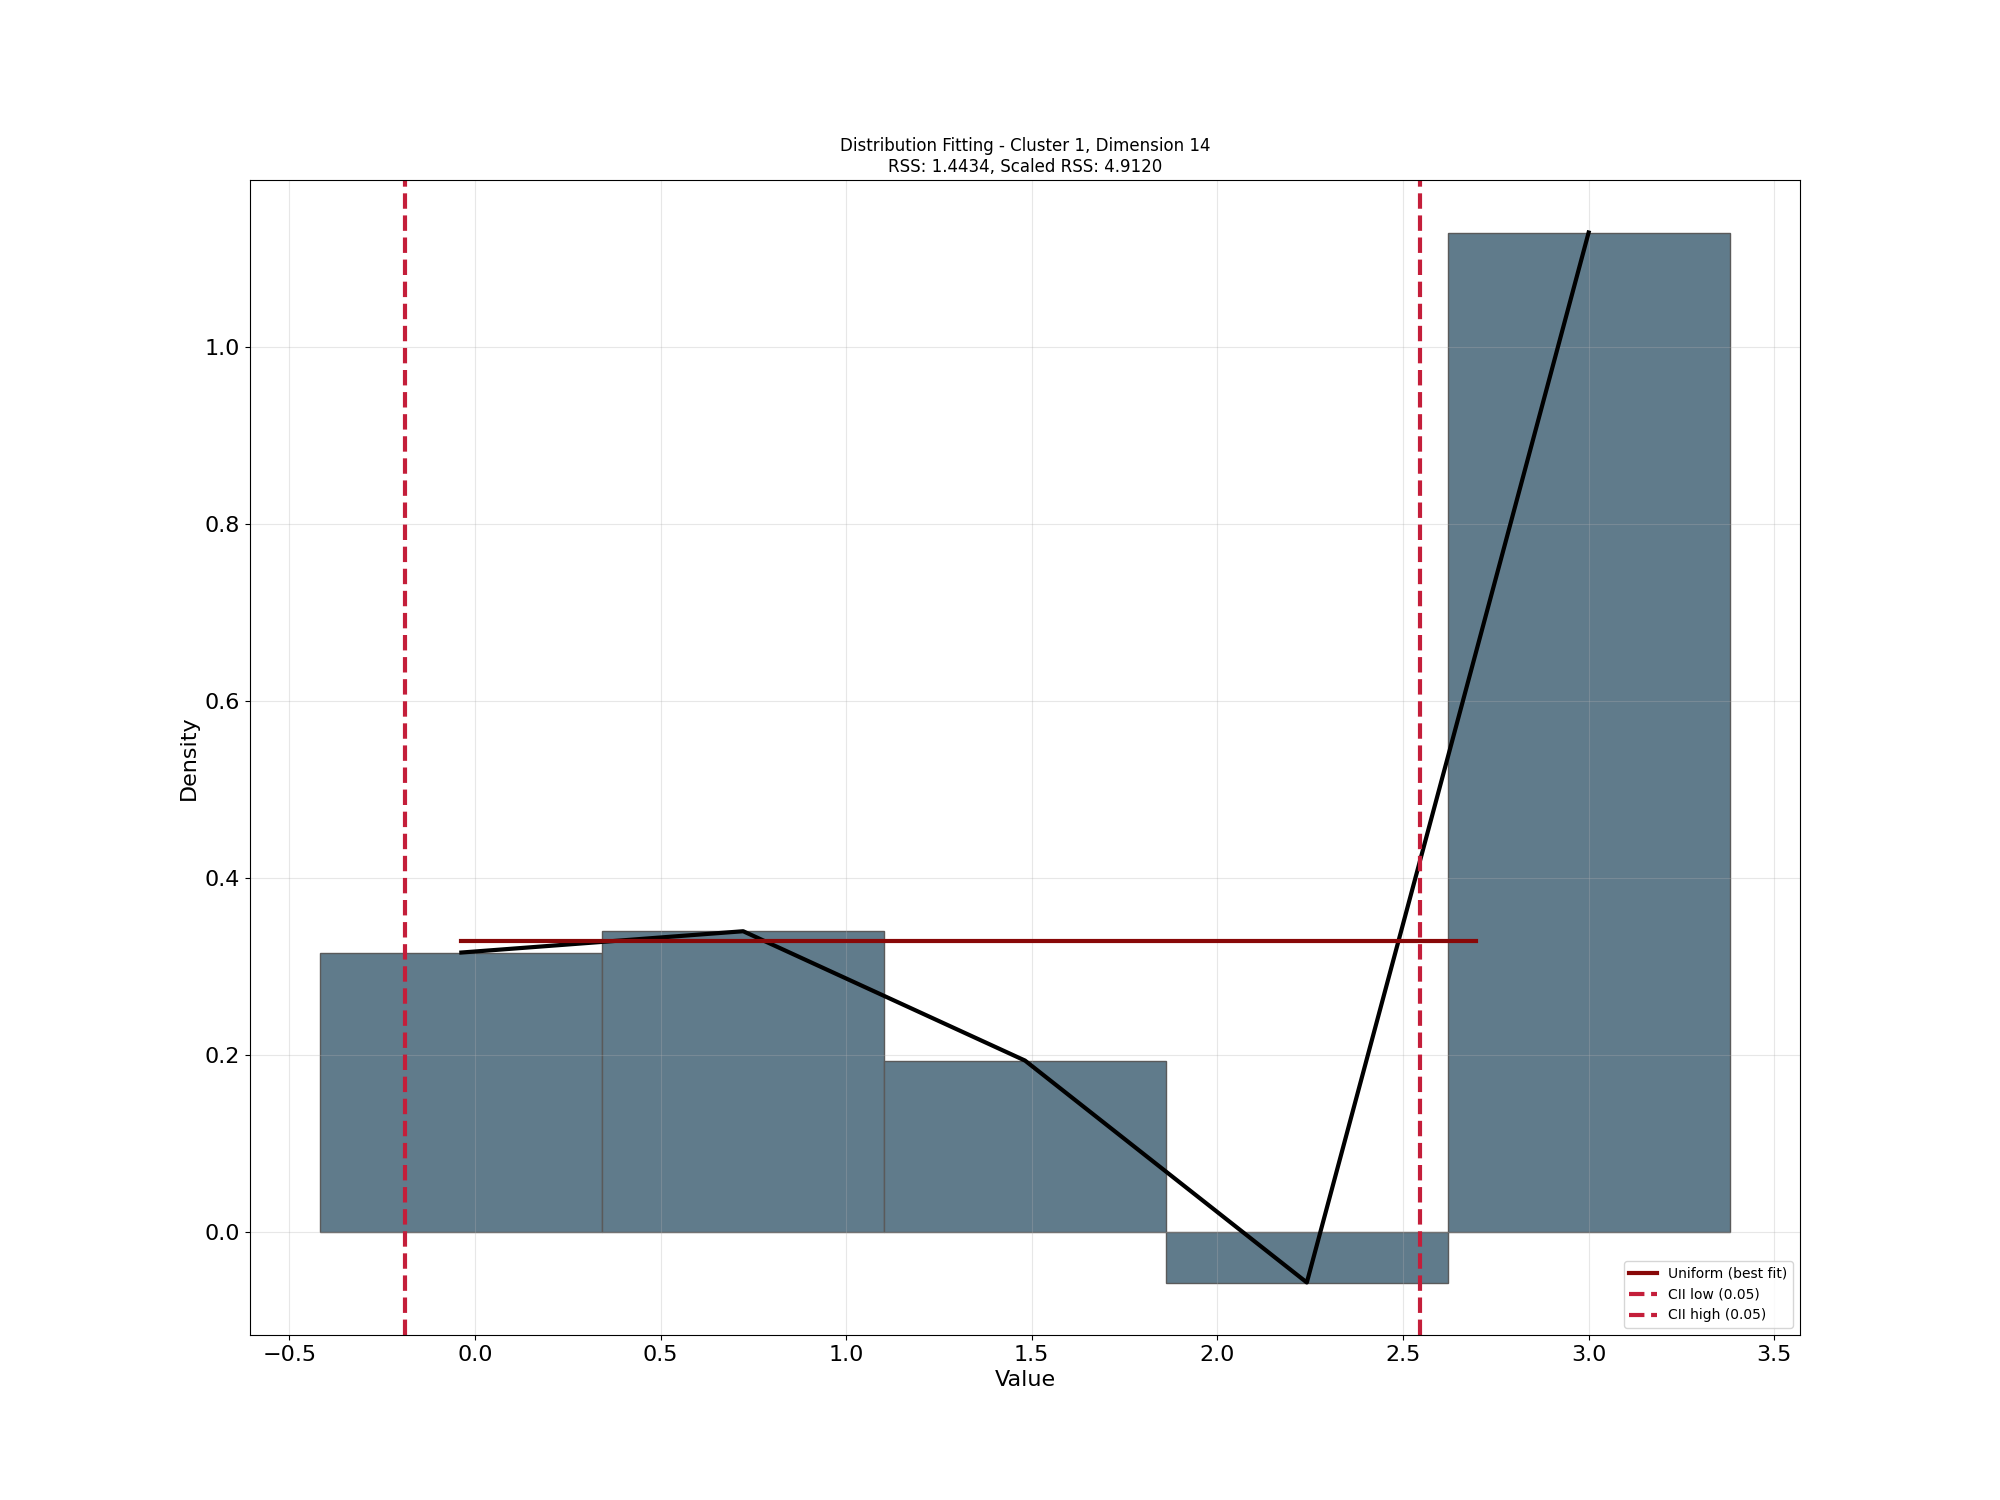 Distribution Fitting - Cluster 1, Dimension 14
RSS: 1.4434, Scaled RSS: 4.9120
Density
1.0
0.8
0.6
0.4
0.2
0.0
Uniform (best fit)
CII low (0.05)
CII high (0.05)
−0.5 0.0 0.5 1.0 1.5 2.0 2.5 3.0 3.5
Value